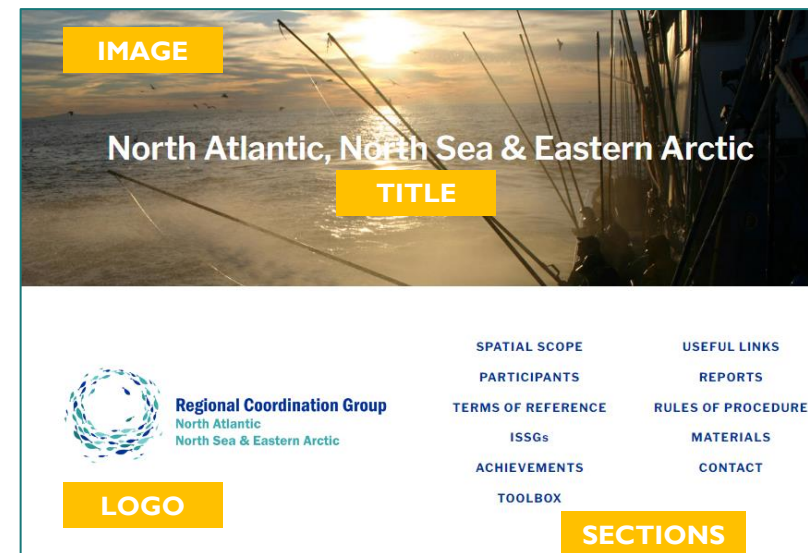 IMAGE
North Atlantic, North Sea & Eastern Arctic
TITLE
Regional Coordination Group
North Atlantic
North Sea & Eastern Arctic
LOGO
SPATIAL SCOPE
PARTICIPANTS
TERMS OF REFERENCE
ISSGs
ACHIEVEMENTS
TOOLBOX
USEFUL LINKS
REPORTS
RULES OF PROCEDURE
MATERIALS
CONTACT
SECTIONS